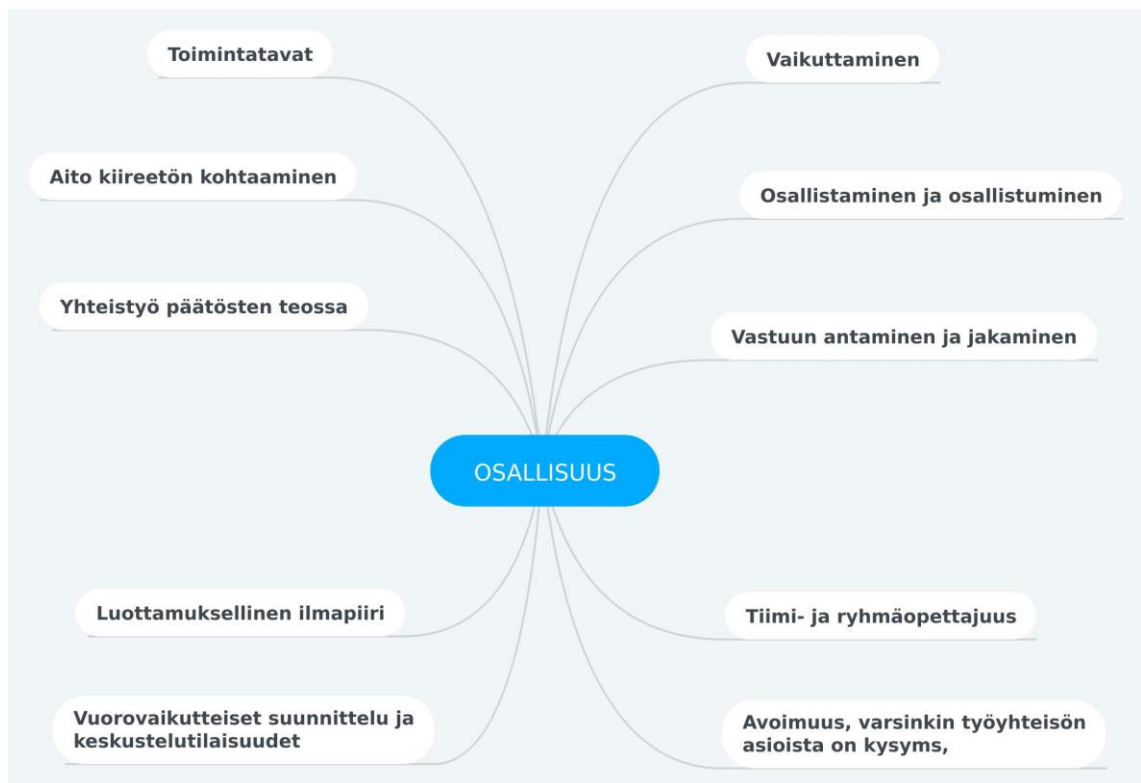 Toimintatavat
Vaikuttaminen
Aito kiireetön kohtaaminen
Osallistaminen ja osallistuminen
Yhteistyö päätösten teossa
Vastuun antaminen ja jakaminen
OSALLISUUS
Luottamuksellinen ilmapiiri
Tiimi- ja ryhmäopettajuus
Vuorovaikutteiset suunnittelu ja
keskustelutilaisuudet
Avoimuus, varsinkin työyhteisön
asioista on kysyms,